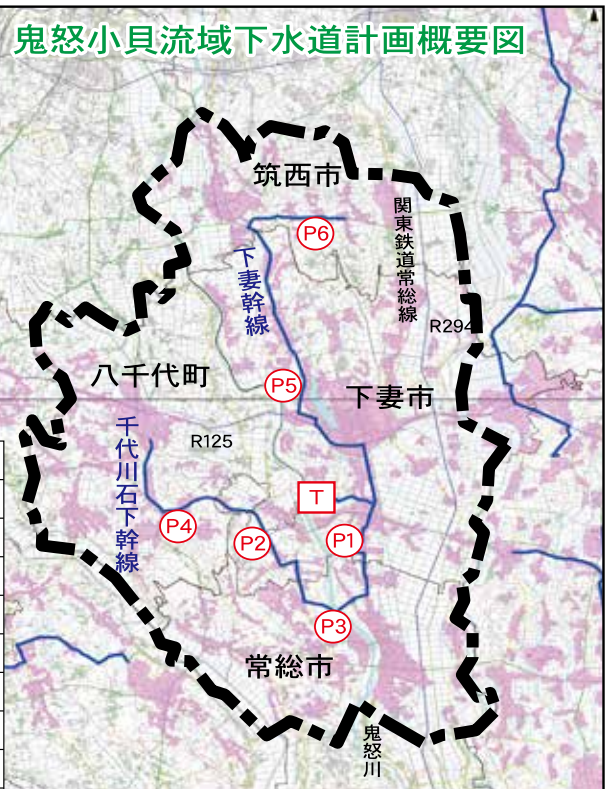 鬼怒小貝流域下水道計画概要図
筑西市
P6
関東鉄道常総線
下妻幹線
R294
八千代町
P5
下妻市
千代川石下幹線
R125
T
P4
P2
P1
P3
常総市
鬼怒川